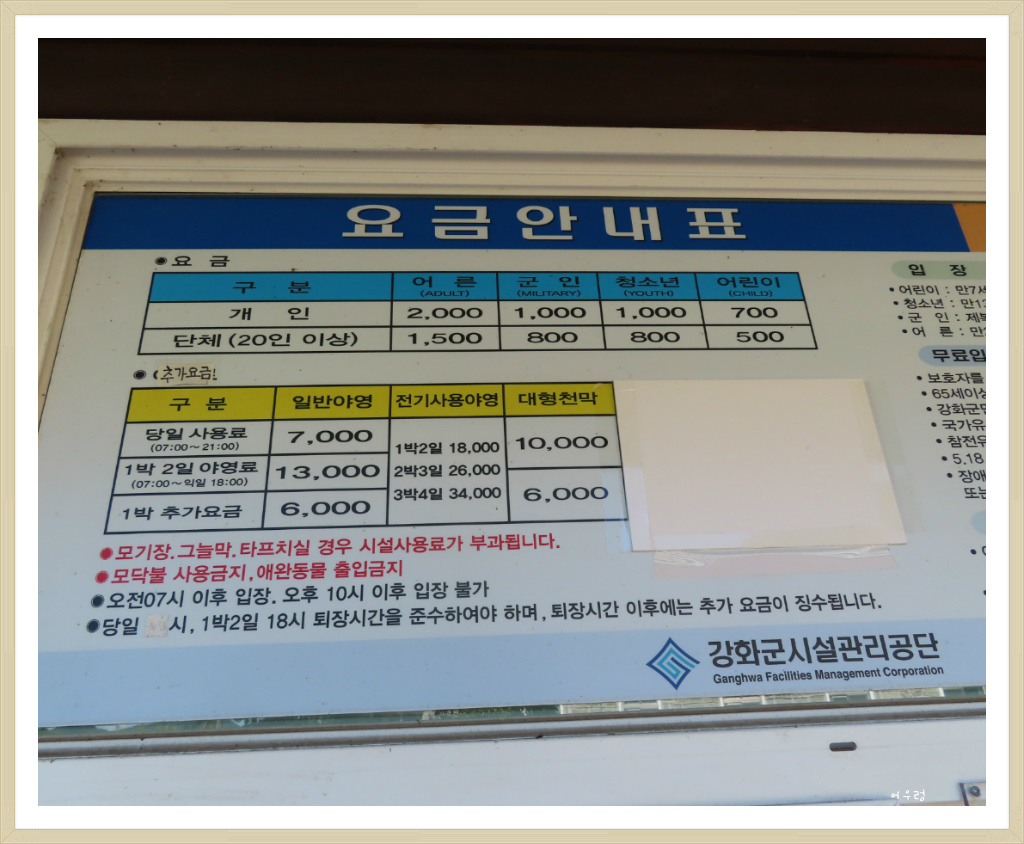 요금안내표
● 요 금
구 분 어 른 군 인 청소년 어린이
(ADULT) (MILITARY) (YOUTH) (CHILD)
개 인 2,000 1,000 1,000 700
단체 (20인 이상) 1,500 800 800 500
● (추가요금)
구 분 일반야영 전기사용야영 대형천막
당일 사용료 7,000
(07:00~21:00)
1박2일 18,000 10,000
1박 2일 야영료 13,000
(07:00~익일 18:00)
2박3일 26,000
3박4일 34,000 6,000
1박 추가요금 6,000
● 모기장.그늘막.타프치실 경우 시설사용료가 부과됩니다.
● 모닥불 사용금지,애완동물 출입금지
● 오전07시 이후 입장. 오후 10시 이후 입장 불가
● 당일 시, 1박2일 18시 퇴장시간을 준수하여야 하며, 퇴장시간 이후에는 추가 요금이 징수됩니다.
강화군시설관리공단
Ganghwa Facilities Management Corporation
입 장
• 어린이 : 만7세
• 청소년 : 만
• 군 인 : 제복
• 어 른 : 만
무료입
• 보호자를
• 65세이상
• 강화군민
• 국가유
• 참전유
• 5.18
• 장애
또는
어우렁